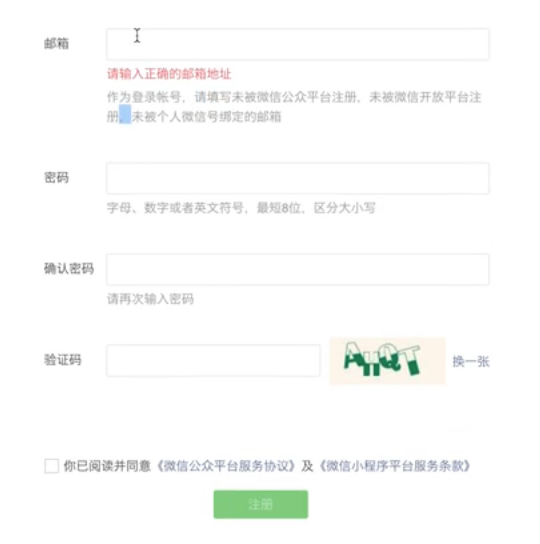 邮箱
请输入正确的邮箱地址
作为登录帐号，请填写未被微信公众平台注册，未被微信开放平台注
册，未被个人微信号绑定的邮箱
密码
字母、数字或者英文符号，最短8位，区分大小写
确认密码
请再次输入密码
验证码 换一张
你已阅读并同意《微信公众平台服务协议》及《微信小程序平台服务条款》
注册